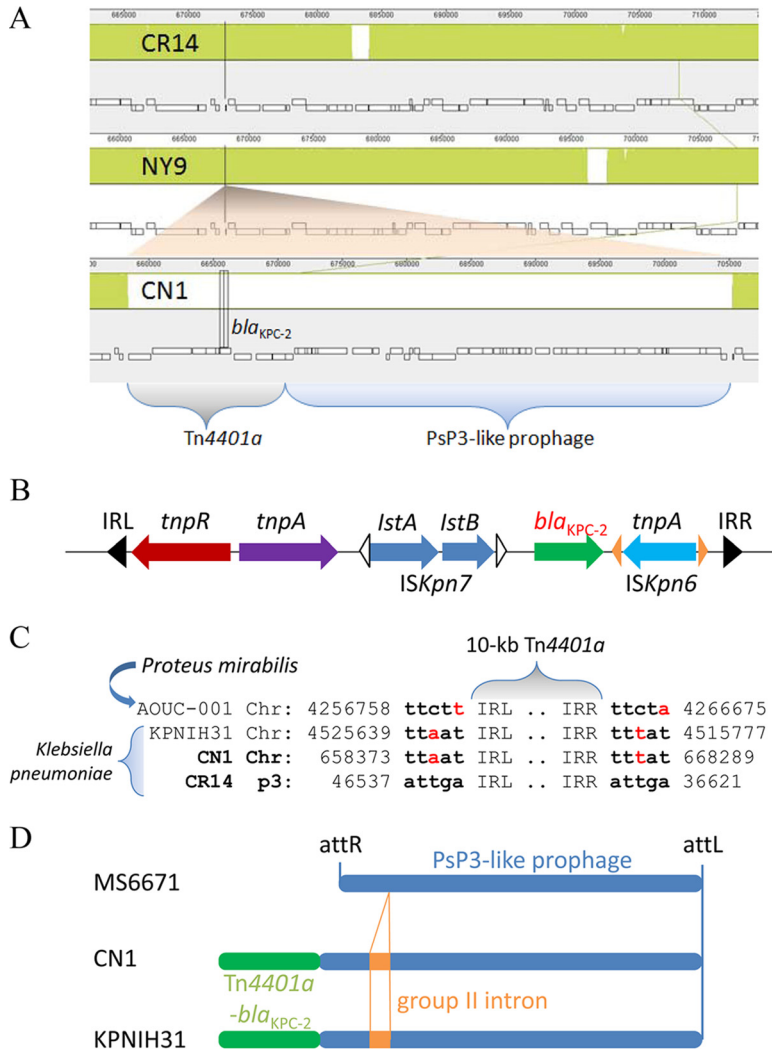 A
665000 670000 675000 680000 685000 690000 695000 700000 705000 710000
CR14
660000 665000 670000 675000 680000 685000 690000 695000 700000 705000
NY9
660000 665000 670000 675000 680000 685000 690000 695000 700000 705000
CN1
blaKPC-2
Tn4401a PsP3-like prophage
B
IRL tnpR tnpA IstA IstB blaKPC-2 tnpA IRR
ISKpn7 ISKpn6
C
10-kb Tn4401a
Proteus mirabilis
AOUC-001 Chr: 4256758 ttctt IRL .. IRR ttcta 4266675
KPNIH31 Chr: 4525639 ttaat IRL .. IRR tttat 4515777
Klebsiella pneumoniae
CN1 Chr: 658373 ttaat IRL .. IRR tttat 668289
CR14 p3: 46537 attga IRL .. IRR attga 36621
D
attR PsP3-like prophage attL
MS6671
CN1
Tn4401a
-blaKPC-2
group II intron
KPNIH31